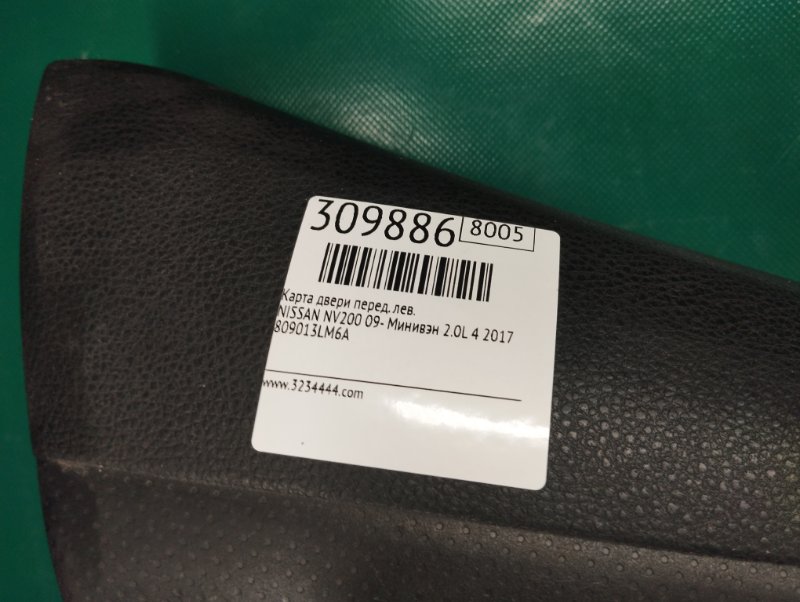 309886 8005
Карта двери перед. лев.
NISSAN NV200 09- Минивэн 2.0L 4 2017
809013LM6A
www.3234444.com